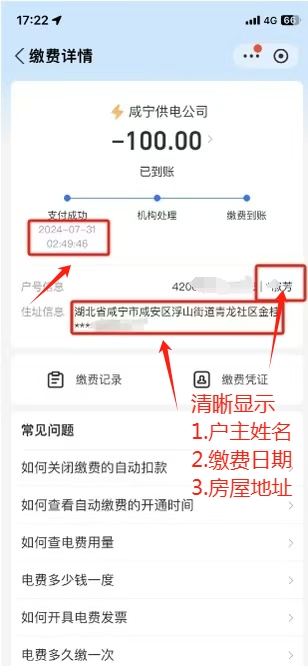 17:22
4G 66
缴费详情
咸宁供电公司
-100.00
已到账
支付成功 机构处理 缴费到账
2024-07-31
02:49:46
户号信息 4206 *淑芳
住址信息 湖北省咸宁市咸安区浮山街道青龙社区金桂
***
缴费记录 缴费凭证
清晰显示
1.户主姓名
2.缴费日期
3.房屋地址
常见问题
如何关闭缴费的自动扣款
如何查看自动缴费的开通时间
如何查电费用量
电费多少钱一度
如何开具电费发票
电费多久缴一次